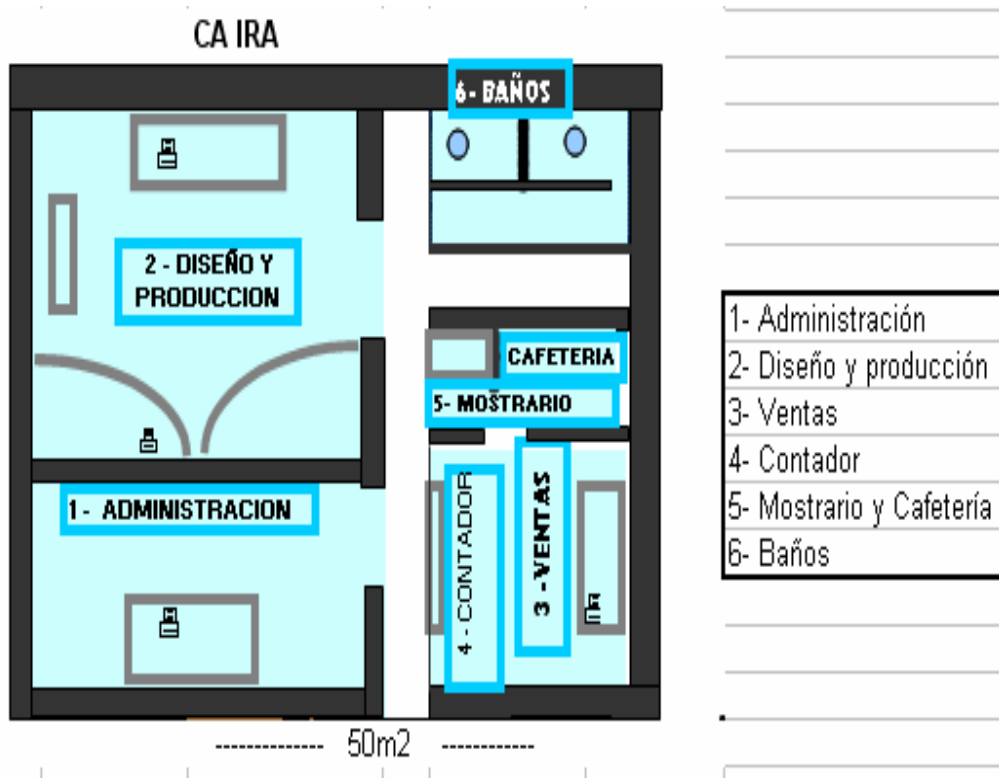 CA IRA
6- BAÑOS
2 - DISEÑO Y
PRODUCCION
CAFETERIA
5- MOSTRARIO
1- ADMINISTRACION
4 - CONTADOR
3 -VENTAS
------------ 50m2 ----------
1- Administración
2- Diseño y producción
3- Ventas
4- Contador
5- Mostrario y Cafetería
6- Baños